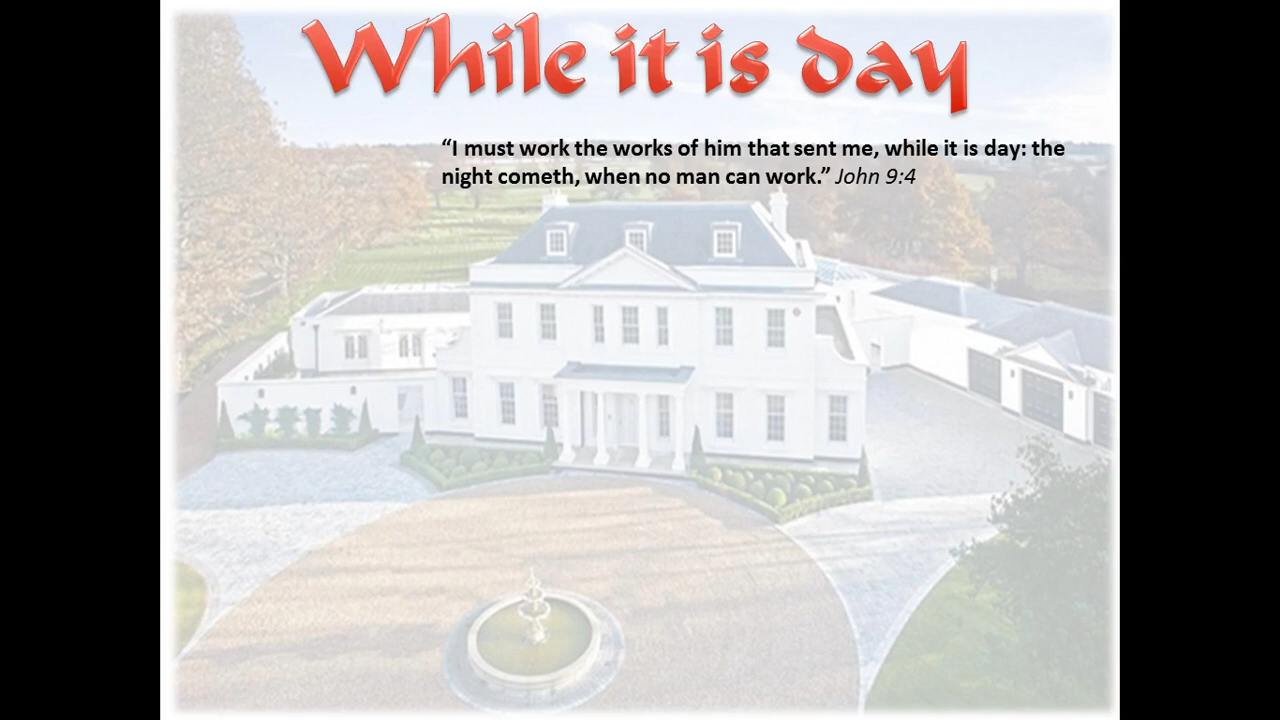 While it is day
“I must work the works of him that sent me, while it is day: the
night cometh, when no man can work.” John 9:4